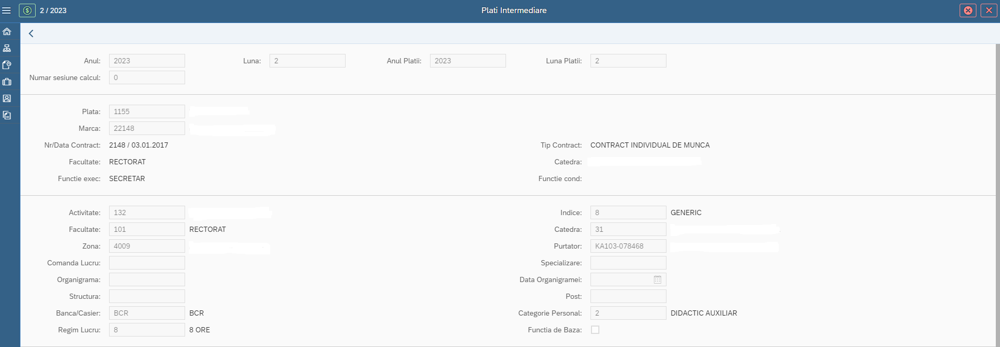 2 / 2023
Plati Intermediare
Anul: 2023 Luna: 2 Anul Platii: 2023 Luna Platii: 2
Numar sesiune calcul: 0
Plata: 1155
Marca: 22148
Nr/Data Contract: 2148 / 03.01.2017 Tip Contract: CONTRACT INDIVIDUAL DE MUNCA
Facultate: RECTORAT Catedra:
Functie exec: SECRETAR Functie cond:
Activitate: 132 Indice: 8 GENERIC
Facultate: 101 RECTORAT Catedra: 31
Zona: 4009 Purtator: KA103-078468
Comanda Lucru: Specializare:
Organigrama: Data Organigramei:
Structura: Post:
Banca/Casier: BCR BCR Categorie Personal: 2 DIDACTIC AUXILIAR
Regim Lucru: 8 8 ORE Functia de Baza: